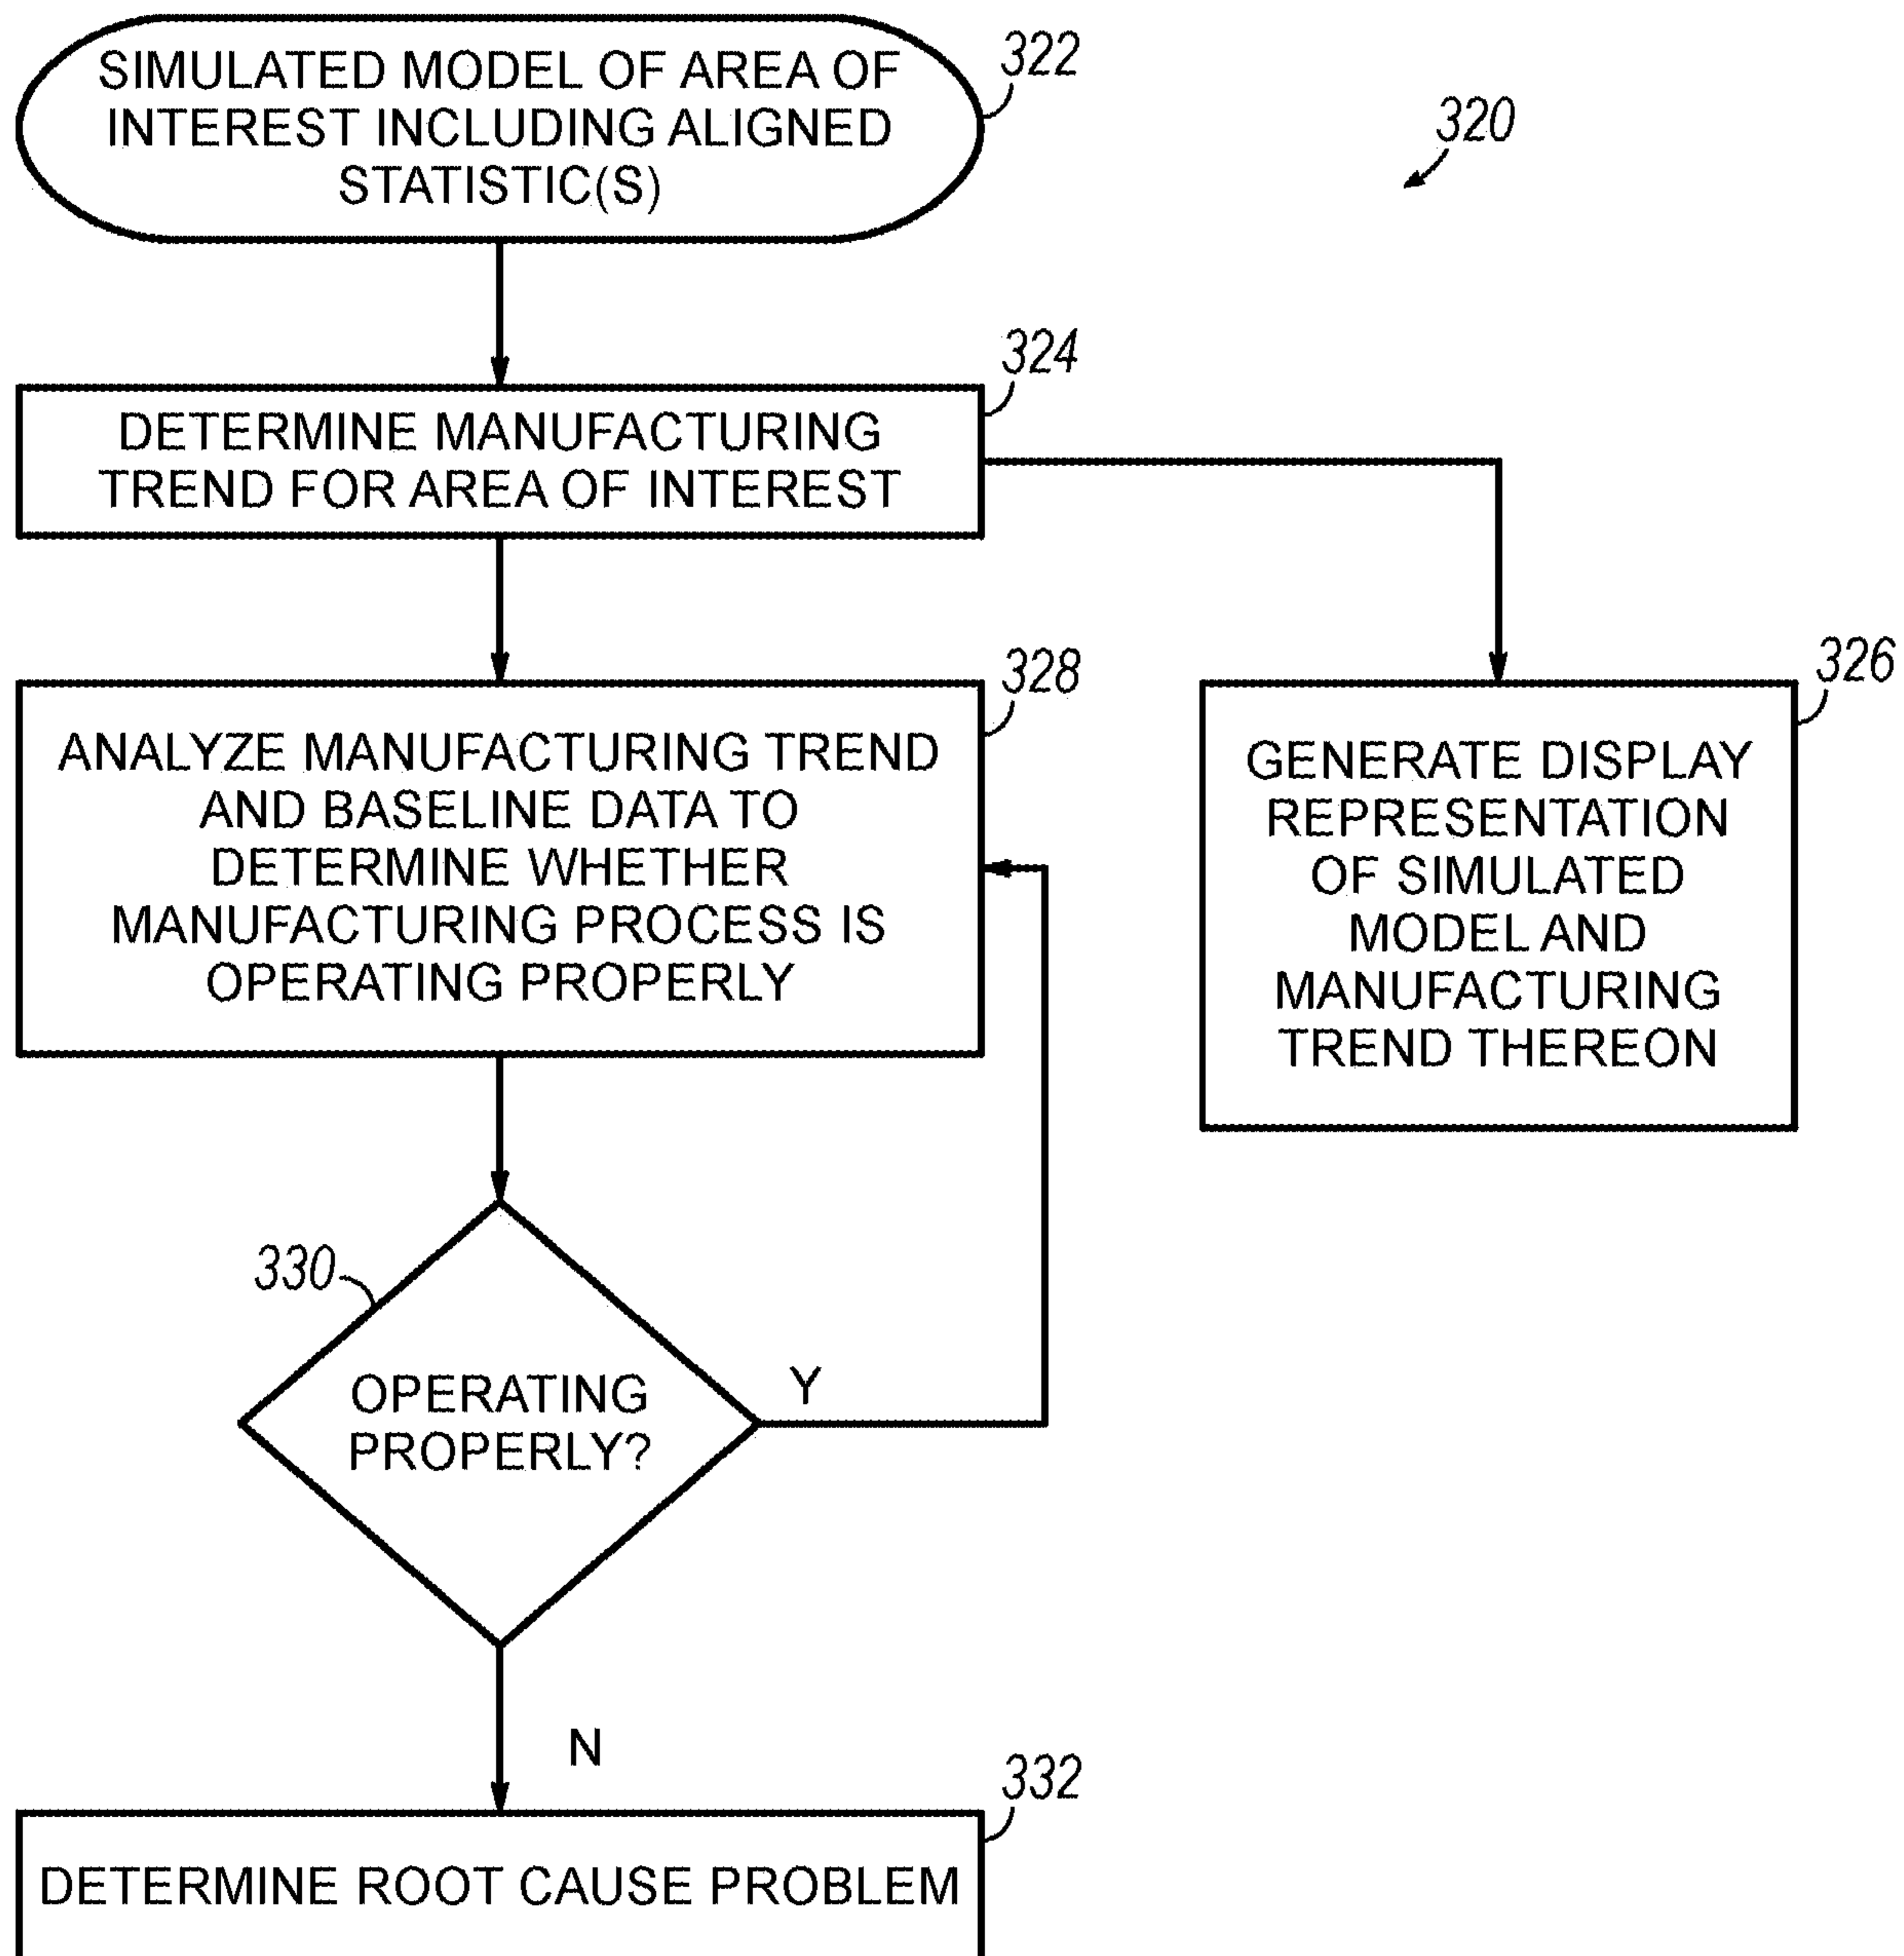 SIMULATED MODEL OF AREA OF
INTEREST INCLUDING ALIGNED
STATISTIC(S)
322
320
324
DETERMINE MANUFACTURING
TREND FOR AREA OF INTEREST
328
ANALYZE MANUFACTURING TREND
AND BASELINE DATA TO
DETERMINE WHETHER
MANUFACTURING PROCESS IS
OPERATING PROPERLY
326
GENERATE DISPLAY
REPRESENTATION
OF SIMULATED
MODEL AND
MANUFACTURING
TREND THEREON
330
OPERATING
PROPERLY?
Y
N
332
DETERMINE ROOT CAUSE PROBLEM